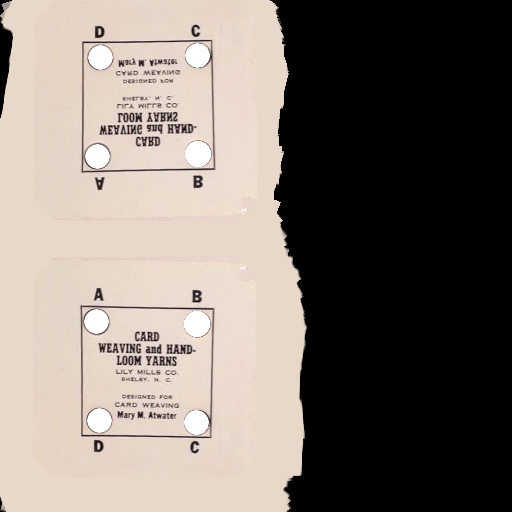 D C
Mary M. Atwater
CARD WEAVING
DESIGNED FOR
SHELBY, N. C.
LILY MILLS CO.
LOOM YARNS
WEAVING and HAND-
CARD
A B
A B
CARD
WEAVING and HAND-
LOOM YARNS
LILY MILLS CO.
SHELBY, N. C.
DESIGNED FOR
CARD WEAVING
Mary M. Atwater
D C